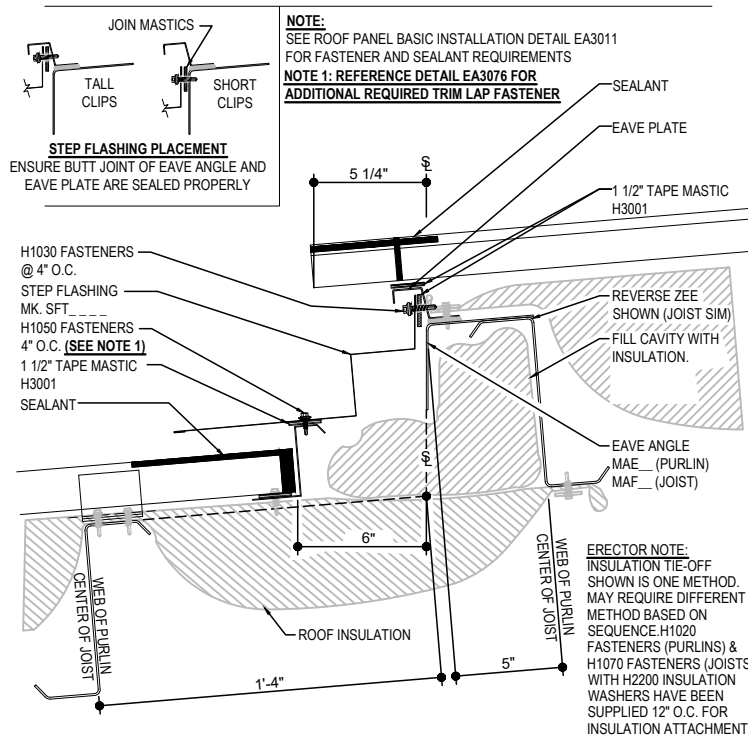 JOIN MASTICS
TALL
CLIPS
SHORT
CLIPS
STEP FLASHING PLACEMENT
ENSURE BUTT JOINT OF EAVE ANGLE AND
EAVE PLATE ARE SEALED PROPERLY
NOTE:
SEE ROOF PANEL BASIC INSTALLATION DETAIL EA3011
FOR FASTENER AND SEALANT REQUIREMENTS
NOTE 1: REFERENCE DETAIL EA3076 FOR
ADDITIONAL REQUIRED TRIM LAP FASTENER
SEALANT
EAVE PLATE
5 1/4"
1 1/2" TAPE MASTIC
H3001
H1030 FASTENERS
@ 4" O.C.
STEP FLASHING
MK. SFT_ _ _ _
H1050 FASTENERS
4" O.C. (SEE NOTE 1)
1 1/2" TAPE MASTIC
H3001
SEALANT
REVERSE ZEE
SHOWN (JOIST SIM)
FILL CAVITY WITH
INSULATION.
EAVE ANGLE
MAE__ (PURLIN)
MAF__ (JOIST)
6"
WEB OF PURLIN
CENTER OF JOIST
WEB OF PURLIN
CENTER OF JOIST
ROOF INSULATION
1'-4"
5"
ERECTOR NOTE:
INSULATION TIE-OFF
SHOWN IS ONE METHOD.
MAY REQUIRE DIFFERENT
METHOD BASED ON
SEQUENCE.H1020
FASTENERS (PURLINS) &
H1070 FASTENERS (JOISTS
WITH H2200 INSULATION
WASHERS HAVE BEEN
SUPPLIED 12" O.C. FOR
INSULATION ATTACHMENT